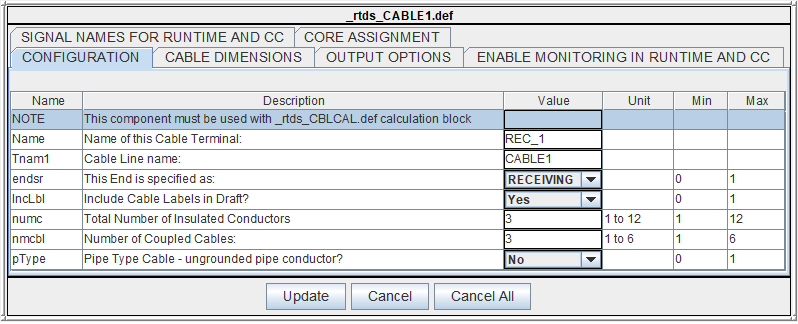 _rtds_CABLE1.def
SIGNAL NAMES FOR RUNTIME AND CC CORE ASSIGNMENT
CONFIGURATION CABLE DIMENSIONS OUTPUT OPTIONS ENABLE MONITORING IN RUNTIME AND CC
Name Description Value Unit Min Max
NOTE This component must be used with _rtds_CBLCAL.def calculation block
Name Name of this Cable Terminal: REC_1
Tnam1 Cable Line name: CABLE1
endsr This End is specified as: RECEIVING 0 1
IncLbl Include Cable Labels in Draft? Yes 0 1
numc Total Number of Insulated Conductors 3 1 to 12 1 12
nmcbl Number of Coupled Cables: 3 1 to 6 1 6
pType Pipe Type Cable - ungrounded pipe conductor? No 0 1
Update Cancel Cancel All